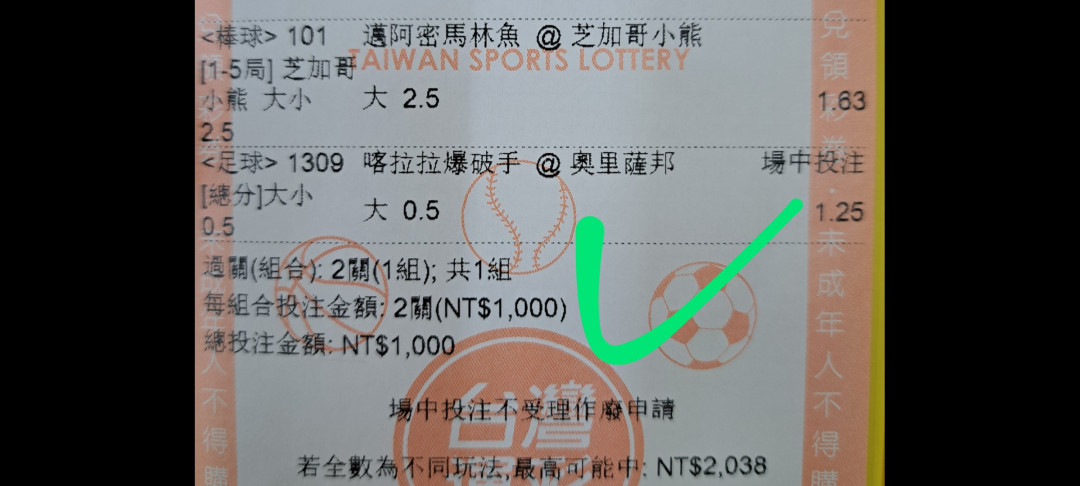 <棒球> 101 邁阿密馬林魚 @ 芝加哥小熊
TAIWAN SPORTS LOTTERY
[1-5局] 芝加哥
小熊 大小 大 2.5 1.63
2.5
<足球> 1309 喀拉拉爆破手 @ 奧里薩邦 場中投注
[總分]大小 大 0.5 1.25
0.5
過關(組合): 2關(1組); 共1組
每組合投注金額: 2關(NT$1,000)
總投注金額: NT$1,000
台灣
場中投注不受理作廢申請
若全數為不同玩法,最高可能中: NT$2,038
兌領彩券
未成年人不得購